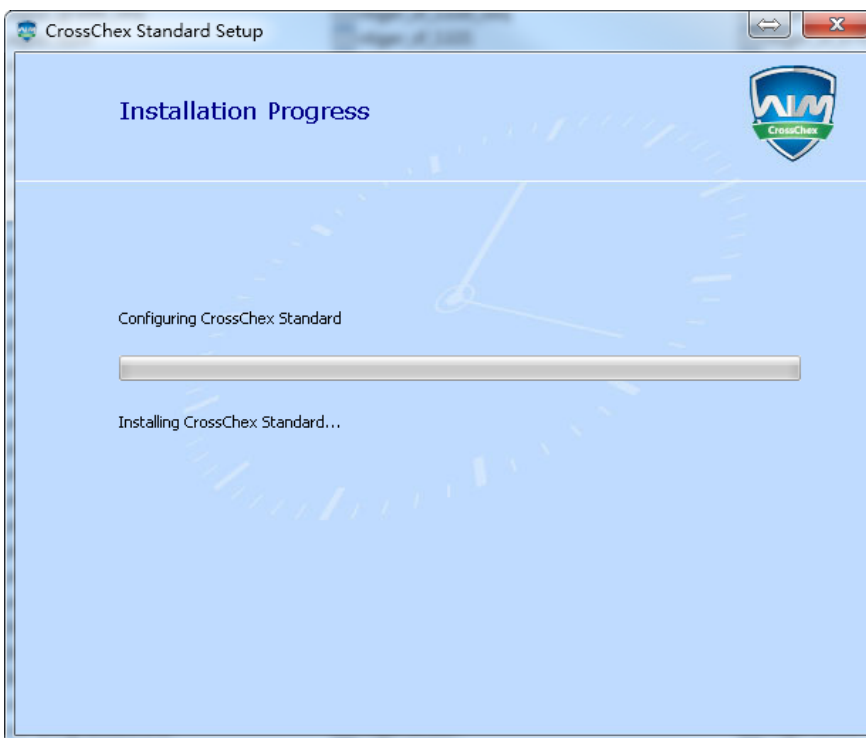 CrossChex Standard Setup
Installation Progress
CrossChex
Configuring CrossChex Standard
Installing CrossChex Standard...